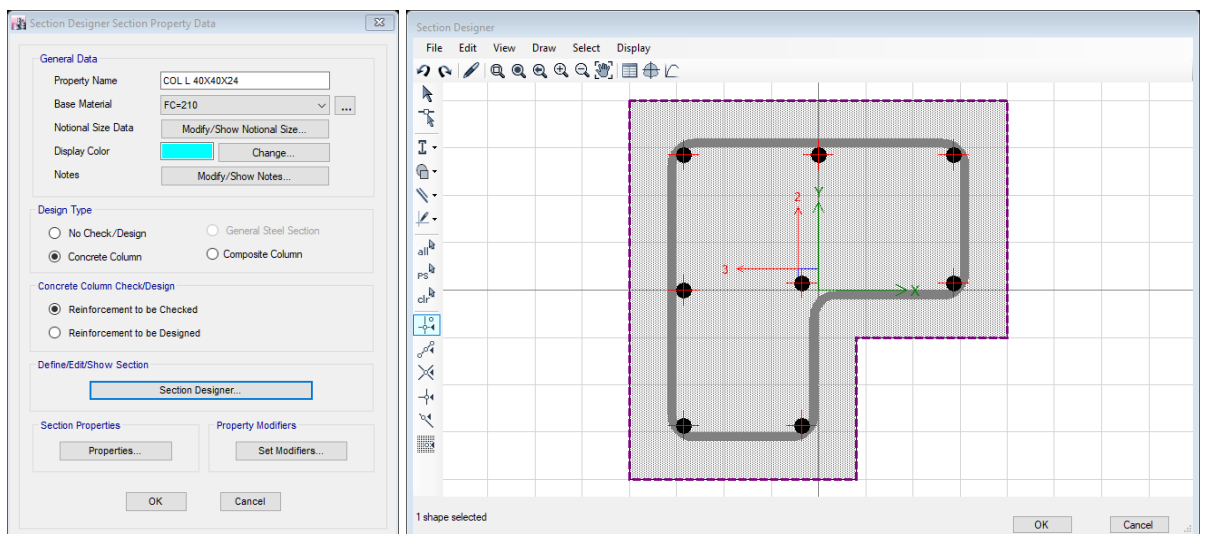 Section Designer Section Property Data
General Data
Property Name
COL L 40X40X24
Base Material
FC=210
...
Notional Size Data
Modify/Show Notional Size...
Display Color
Change...
Notes
Modify/Show Notes...
Design Type
No Check/Design
General Steel Section
Concrete Column
Composite Column
Concrete Column Check/Design
Reinforcement to be Checked
Reinforcement to be Designed
Define/Edit/Show Section
Section Designer...
Section Properties
Property Modifiers
Properties...
Set Modifiers...
OK
Cancel
Section Designer
File Edit View Draw Select Display
all
PS
clr
2
Y
3
X
1 shape selected
OK
Cancel